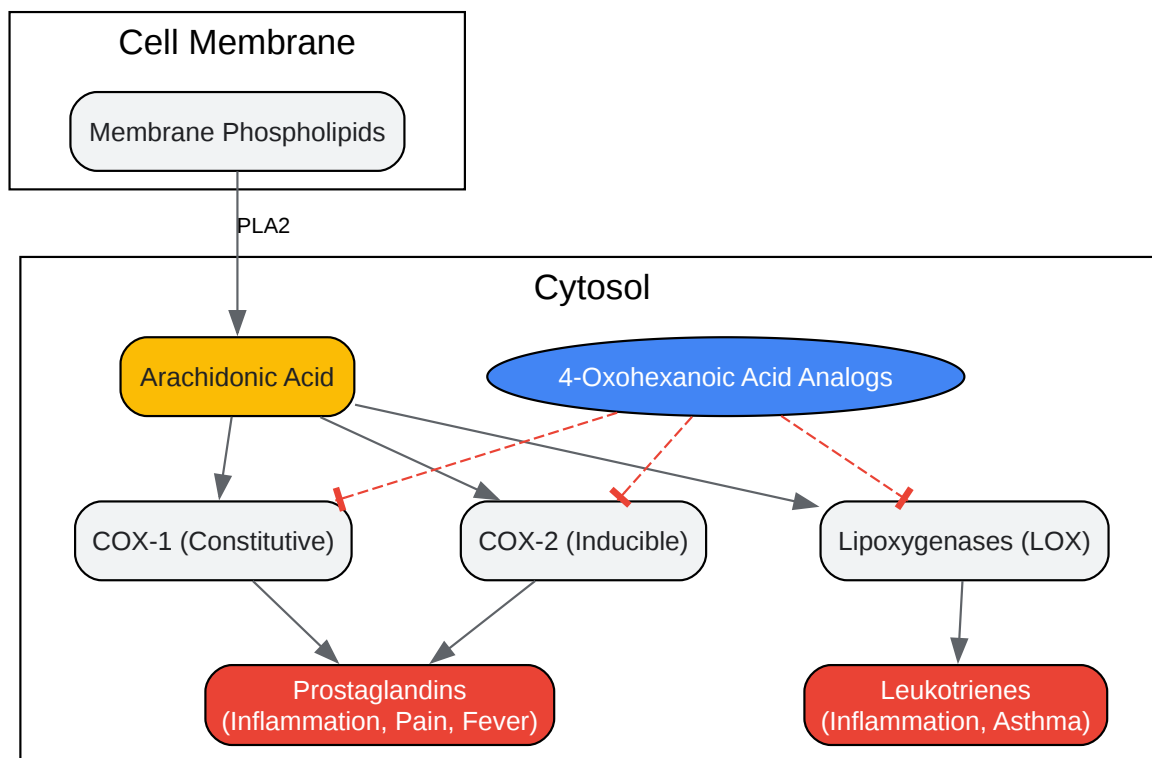 Cell Membrane
Membrane Phospholipids
PLA2
Cytosol
Arachidonic Acid
4-Oxohexanoic Acid Analogs
COX-1 (Constitutive)
COX-2 (Inducible)
Lipoxygenases (LOX)
Prostaglandins
(Inflammation, Pain, Fever)
Leukotrienes
(Inflammation, Asthma)